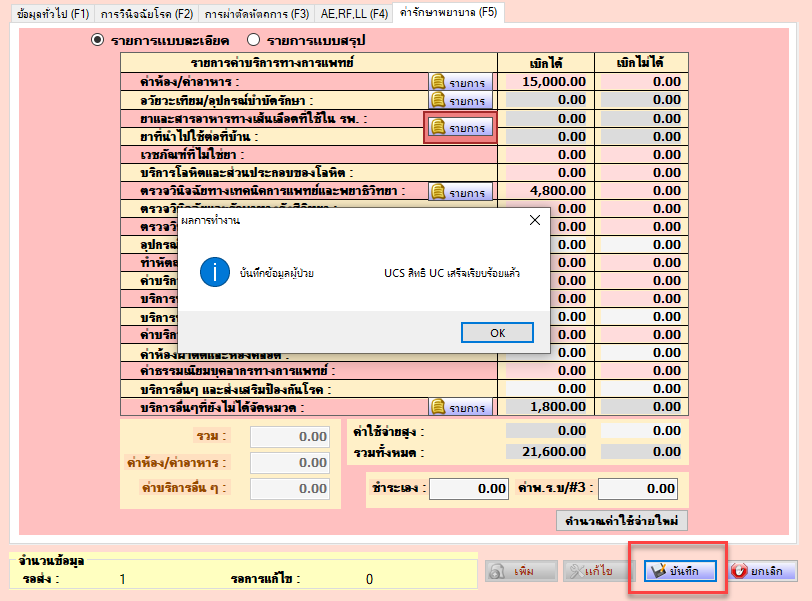 ข้อมูลทั่วไป (F1) การวินิจฉัยโรค (F2) การผ่าตัดหัตถการ (F3) AE,RF,LL (F4) ค่ารักษาพยาบาล (F5)
รายการแบบละเอียด รายการแบบสรุป
รายการค่าบริการทางการแพทย์ เบิกได้ เบิกไม่ได้
ค่าห้อง/ค่าอาหาร : รายการ 15,000.00 0.00
อวัยวะเทียม/อุปกรณ์บำบัดรักษา : รายการ 0.00 0.00
ยาและสารอาหารทางเส้นเลือดที่ใช้ใน รพ. : รายการ 0.00 0.00
ยาที่นำไปใช้ต่อที่บ้าน : 0.00 0.00
เวชภัณฑ์ที่ไม่ใช่ยา : 0.00 0.00
บริการโลหิตและส่วนประกอบของโลหิต : 0.00 0.00
ตรวจวินิจฉัยทางเทคนิคการแพทย์และพยาธิวิทยา : รายการ 4,800.00 0.00
0.00 0.00
ตรวจวิ 0.00 0.00
อุปกรณ์ 0.00 0.00
ทำหัตถ 0.00 0.00
ค่าบริก 0.00 0.00
บริการ 0.00 0.00
บริการ 0.00 0.00
ค่าบริก 0.00 0.00
ค่าห้องผ่าตัดและห้องคลอด : 0.00 0.00
ค่าธรรมเนียมบุคลากรทางการแพทย์ : 0.00 0.00
บริการอื่นๆ และส่งเสริมป้องกันโรค : 0.00 0.00
บริการอื่นๆที่ยังไม่ได้จัดหมวด : รายการ 1,800.00 0.00
ผลการทำงาน
บันทึกข้อมูลผู้ป่วย UCS สิทธิ UC เสร็จเรียบร้อยแล้ว
OK
รวม : 0.00
ค่าห้อง/ค่าอาหาร : 0.00
ค่าบริการอื่น ๆ : 0.00
ค่าใช้จ่ายสูง : 0.00 0.00
รวมทั้งหมด : 21,600.00 0.00
ชำระเอง : 0.00 ค่าพ.ร.บ/#3 : 0.00
คำนวณค่าใช้จ่ายใหม่
จำนวนข้อมูล
รอส่ง : 1 รอการแก้ไข : 0
เพิ่ม แก้ไข บันทึก ยกเลิก